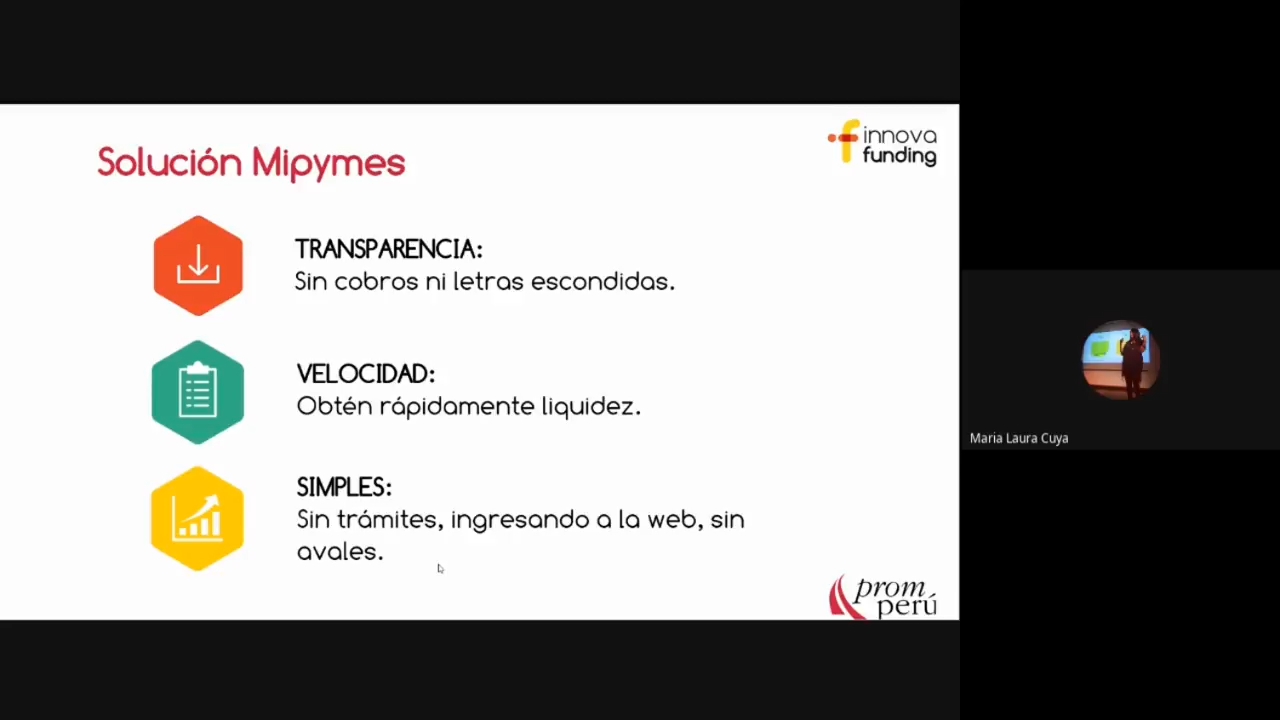 Solución Mipymes
innova
funding
TRANSPARENCIA:
Sin cobros ni letras escondidas.
VELOCIDAD:
Obtén rápidamente liquidez.
SIMPLES:
Sin trámites, ingresando a la web, sin
avales.
prom
perú
Maria Laura Cuya